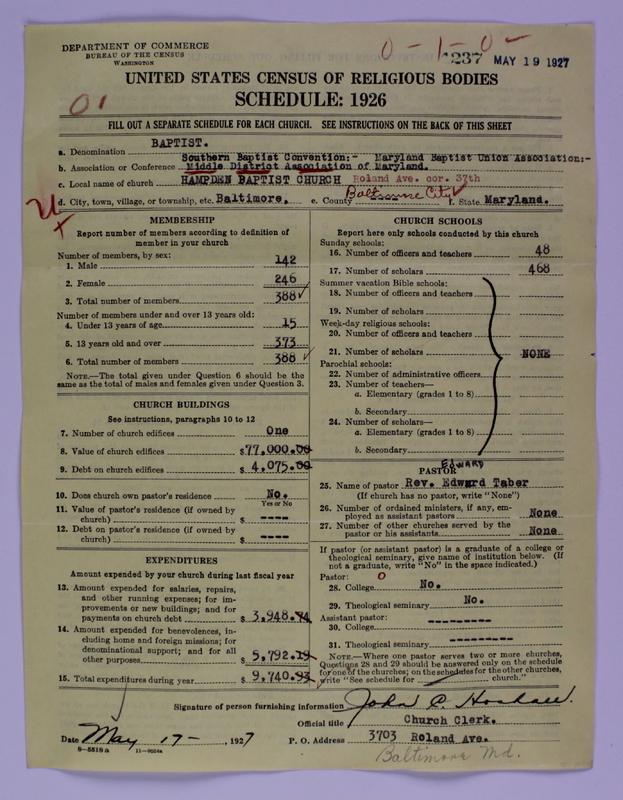 DEPARTMENT OF COMMERCE
BUREAU OF THE CENSUS
WASHINGTON
0-1-0-
1237 MAY 19 1927
UNITED STATES CENSUS OF RELIGIOUS BODIES
SCHEDULE: 1926
01
FILL OUT A SEPARATE SCHEDULE FOR EACH CHURCH. SEE INSTRUCTIONS ON THE BACK OF THIS SHEET
a. Denomination BAPTIST.
Southern Baptist Convention:- Maryland Baptist Union Association:-
b. Association or Conference Middle District Association of Maryland.
c. Local name of church HAMPDEN BAPTIST CHURCH Roland Ave. cor. 37th
d. City, town, village, or township, etc. Baltimore. e. County Baltimore City f. State Maryland.
MEMBERSHIP
Report number of members according to definition of
member in your church
Number of members, by sex:
1. Male 142
2. Female 246
3. Total number of members 388
Number of members under and over 13 years old:
4. Under 13 years of age 15
5. 13 years old and over 373
6. Total number of members 388
NOTE.—The total given under Question 6 should be the
same as the total of males and females given under Question 3.
CHURCH BUILDINGS
See instructions, paragraphs 10 to 12
7. Number of church edifices One
8. Value of church edifices $77,000.00
9. Debt on church edifices $4,075.00
10. Does church own pastor's residence No.
Yes or No
11. Value of pastor's residence (if owned by
church) $ ----
12. Debt on pastor's residence (if owned by
church) $ ----
EXPENDITURES
Amount expended by your church during last fiscal year
13. Amount expended for salaries, repairs,
and other running expenses; for im-
provements or new buildings; and for
payments on church debt $3,948.74
14. Amount expended for benevolences, in-
cluding home and foreign missions; for
denominational support; and for all
other purposes $5,792.19
15. Total expenditures during year $9,740.93
CHURCH SCHOOLS
Report here only schools conducted by this church
Sunday schools:
16. Number of officers and teachers 48
17. Number of scholars 468
Summer vacation Bible schools:
18. Number of officers and teachers
19. Number of scholars
Week-day religious schools:
20. Number of officers and teachers
21. Number of scholars NONE
Parochial schools:
22. Number of administrative officers
23. Number of teachers—
a. Elementary (grades 1 to 8)
b. Secondary
24. Number of scholars—
a. Elementary (grades 1 to 8)
b. Secondary
PASTOR EDWARD
25. Name of pastor Rev. Edward Taber
(If church has no pastor, write "None")
26. Number of ordained ministers, if any, em-
ployed as assistant pastors None
27. Number of other churches served by the
pastor or his assistants None
If pastor (or assistant pastor) is a graduate of a college or
theological seminary, give name of institution below. (If
not a graduate, write "No" in the space indicated.)
Pastor: 0
28. College No.
29. Theological seminary No.
Assistant pastor:
30. College ----------
31. Theological seminary ----------
NOTE.—Where one pastor serves two or more churches,
Questions 28 and 29 should be answered only on the schedule
for one of the churches; on the schedules for the other churches,
write "See schedule for church."
Signature of person furnishing information John C.
Official title Church Clerk.
Date May 17-, 1927 P. O. Address 3703 Roland Ave.
8—5518a
Baltimore Md.